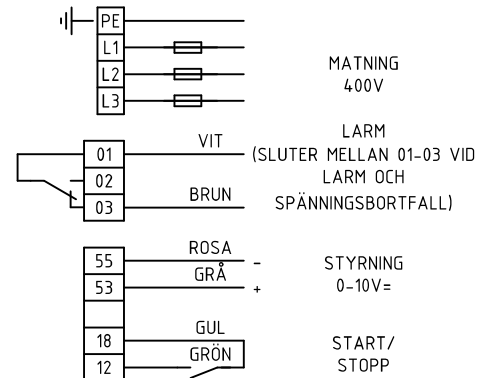 PE
L1
L2
L3
MATNING
400V
01
02
03
VIT
BRUN
LARM
(SLUTER MELLAN 01-03 VID
LARM OCH
SPÄNNINGSBORTFALL)
55
53
18
12
ROSA -
GRÅ +
STYRNING
0-10V=
GUL
GRÖN
START/
STOPP